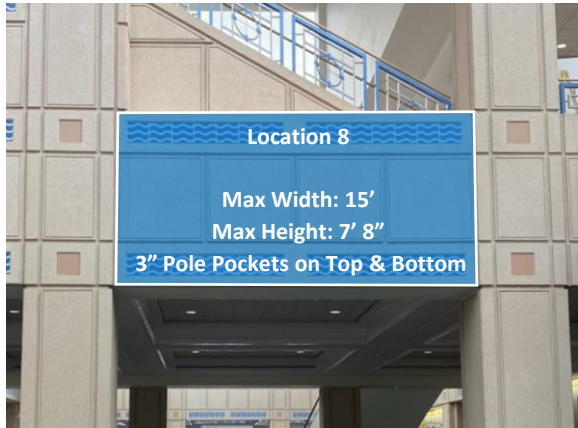 Location 8
Max Width: 15’
Max Height: 7’ 8”
3” Pole Pockets on Top & Bottom